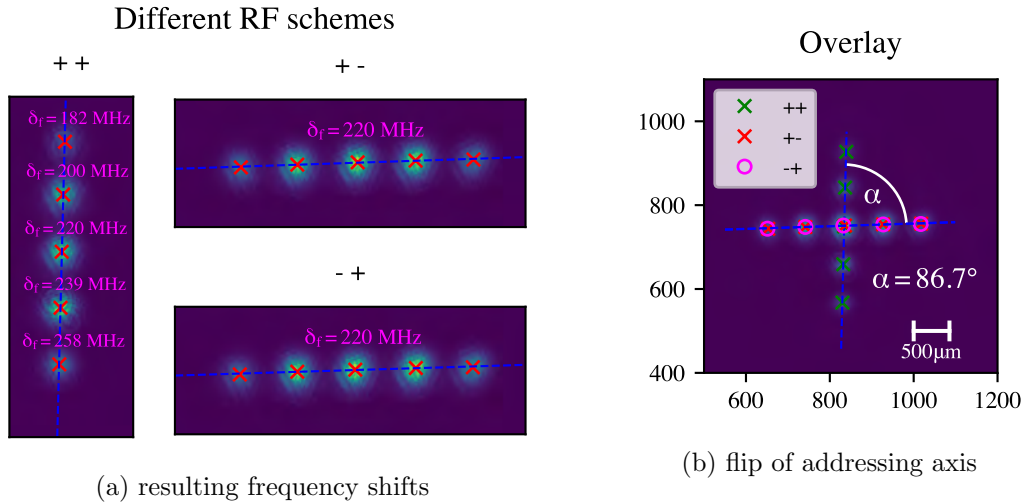 Different RF schemes
+ +
δf = 182 MHz
δf = 200 MHz
δf = 220 MHz
δf = 239 MHz
δf = 258 MHz
+ -
δf = 220 MHz
- +
δf = 220 MHz
(a) resulting frequency shifts
Overlay
++
+-
-+
α
α = 86.7°
500μm
1000
800
600
400
600
800
1000
1200
(b) flip of addressing axis